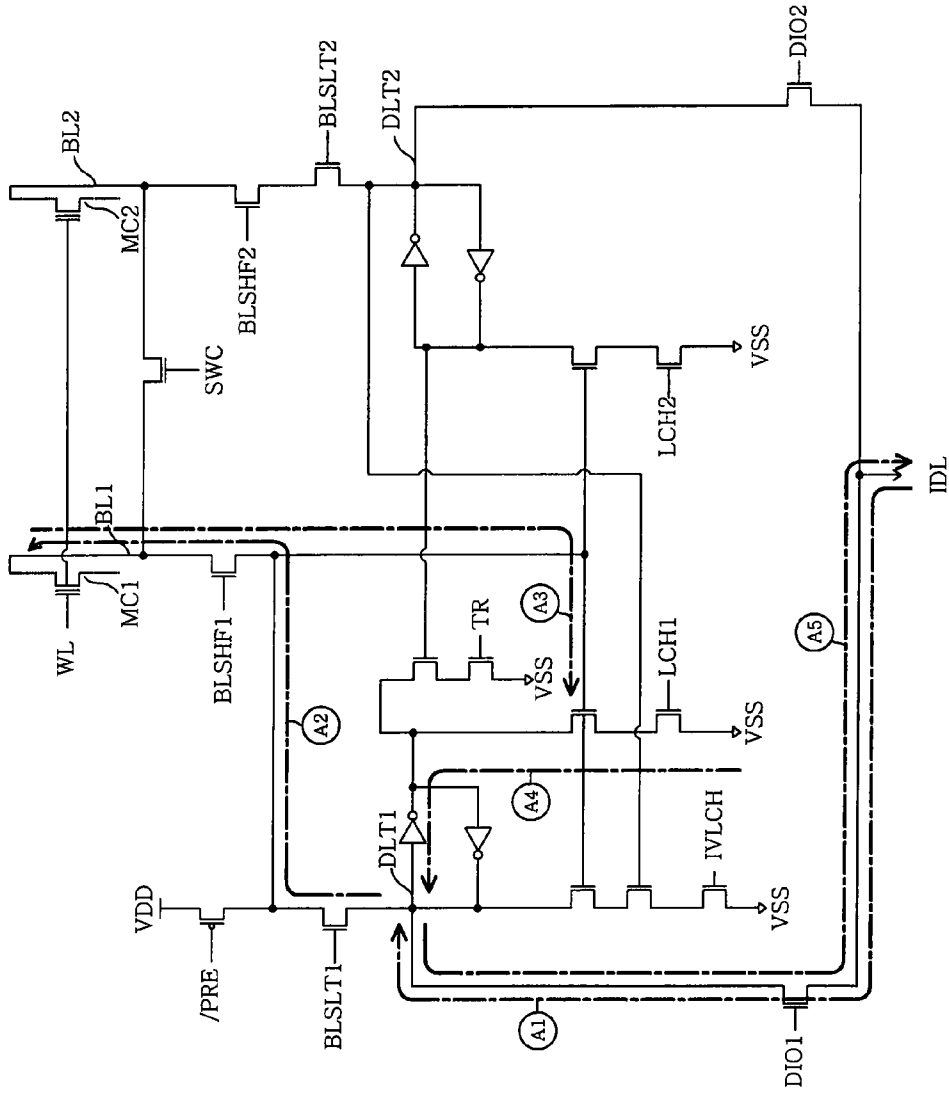 DIO2
BL2
BLSLT2
DLT2
MC2
BLSHF2
SWC
VSS
LCH2
BL1
IDL
MC1
WL
A3
TR
A5
BLSHF1
VSS
LCH1
VSS
A2
A4
DLT1
IVLCH
VDD
VSS
/PRE
BLSLT1
A1
DIO1